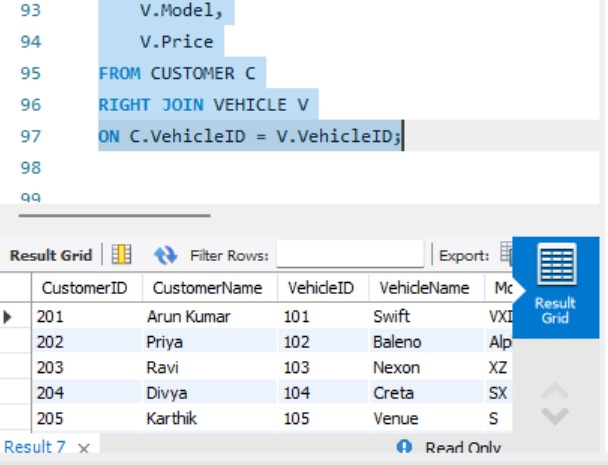 93 V.Model,
94 V.Price
95 FROM CUSTOMER C
96 RIGHT JOIN VEHICLE V
97 ON C.VehicleID = V.VehicleID;
98
99
Result Grid Filter Rows: Export:
Result Grid
CustomerID CustomerName VehicleID VehicleName Mo
201 Arun Kumar 101 Swift VXI
202 Priya 102 Baleno Alp
203 Ravi 103 Nexon XZ
204 Divya 104 Creta SX
205 Karthik 105 Venue S
Result 7 × Read Only